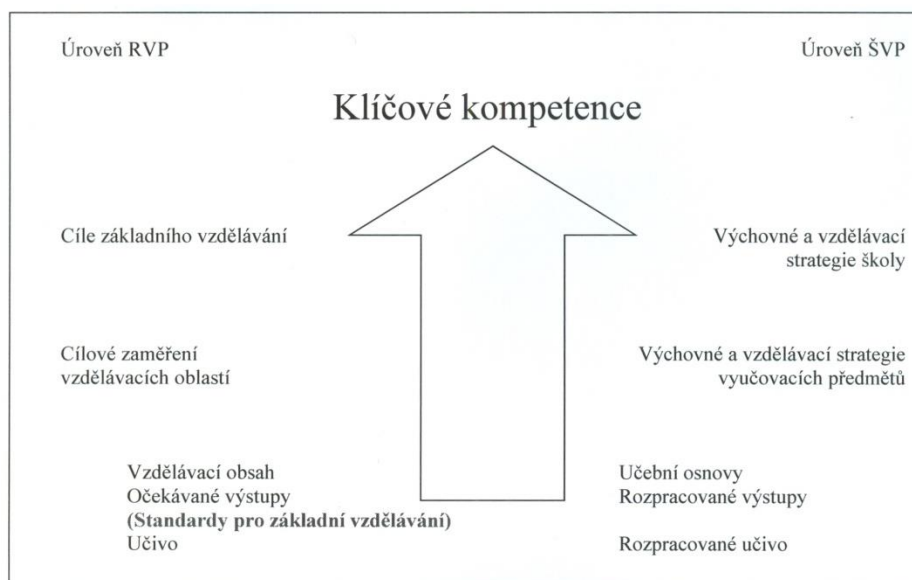 Úroveň RVP
Úroveň ŠVP
Klíčové kompetence
Cíle základního vzdělávání
Výchovné a vzdělávací
strategie školy
Cílové zaměření
vzdělávacích oblastí
Výchovné a vzdělávací strategie
vyučovacích předmětů
Vzdělávací obsah
Očekávané výstupy
(Standardy pro základní vzdělávání)
Učivo
Učební osnovy
Rozpracované výstupy
Rozpracované učivo